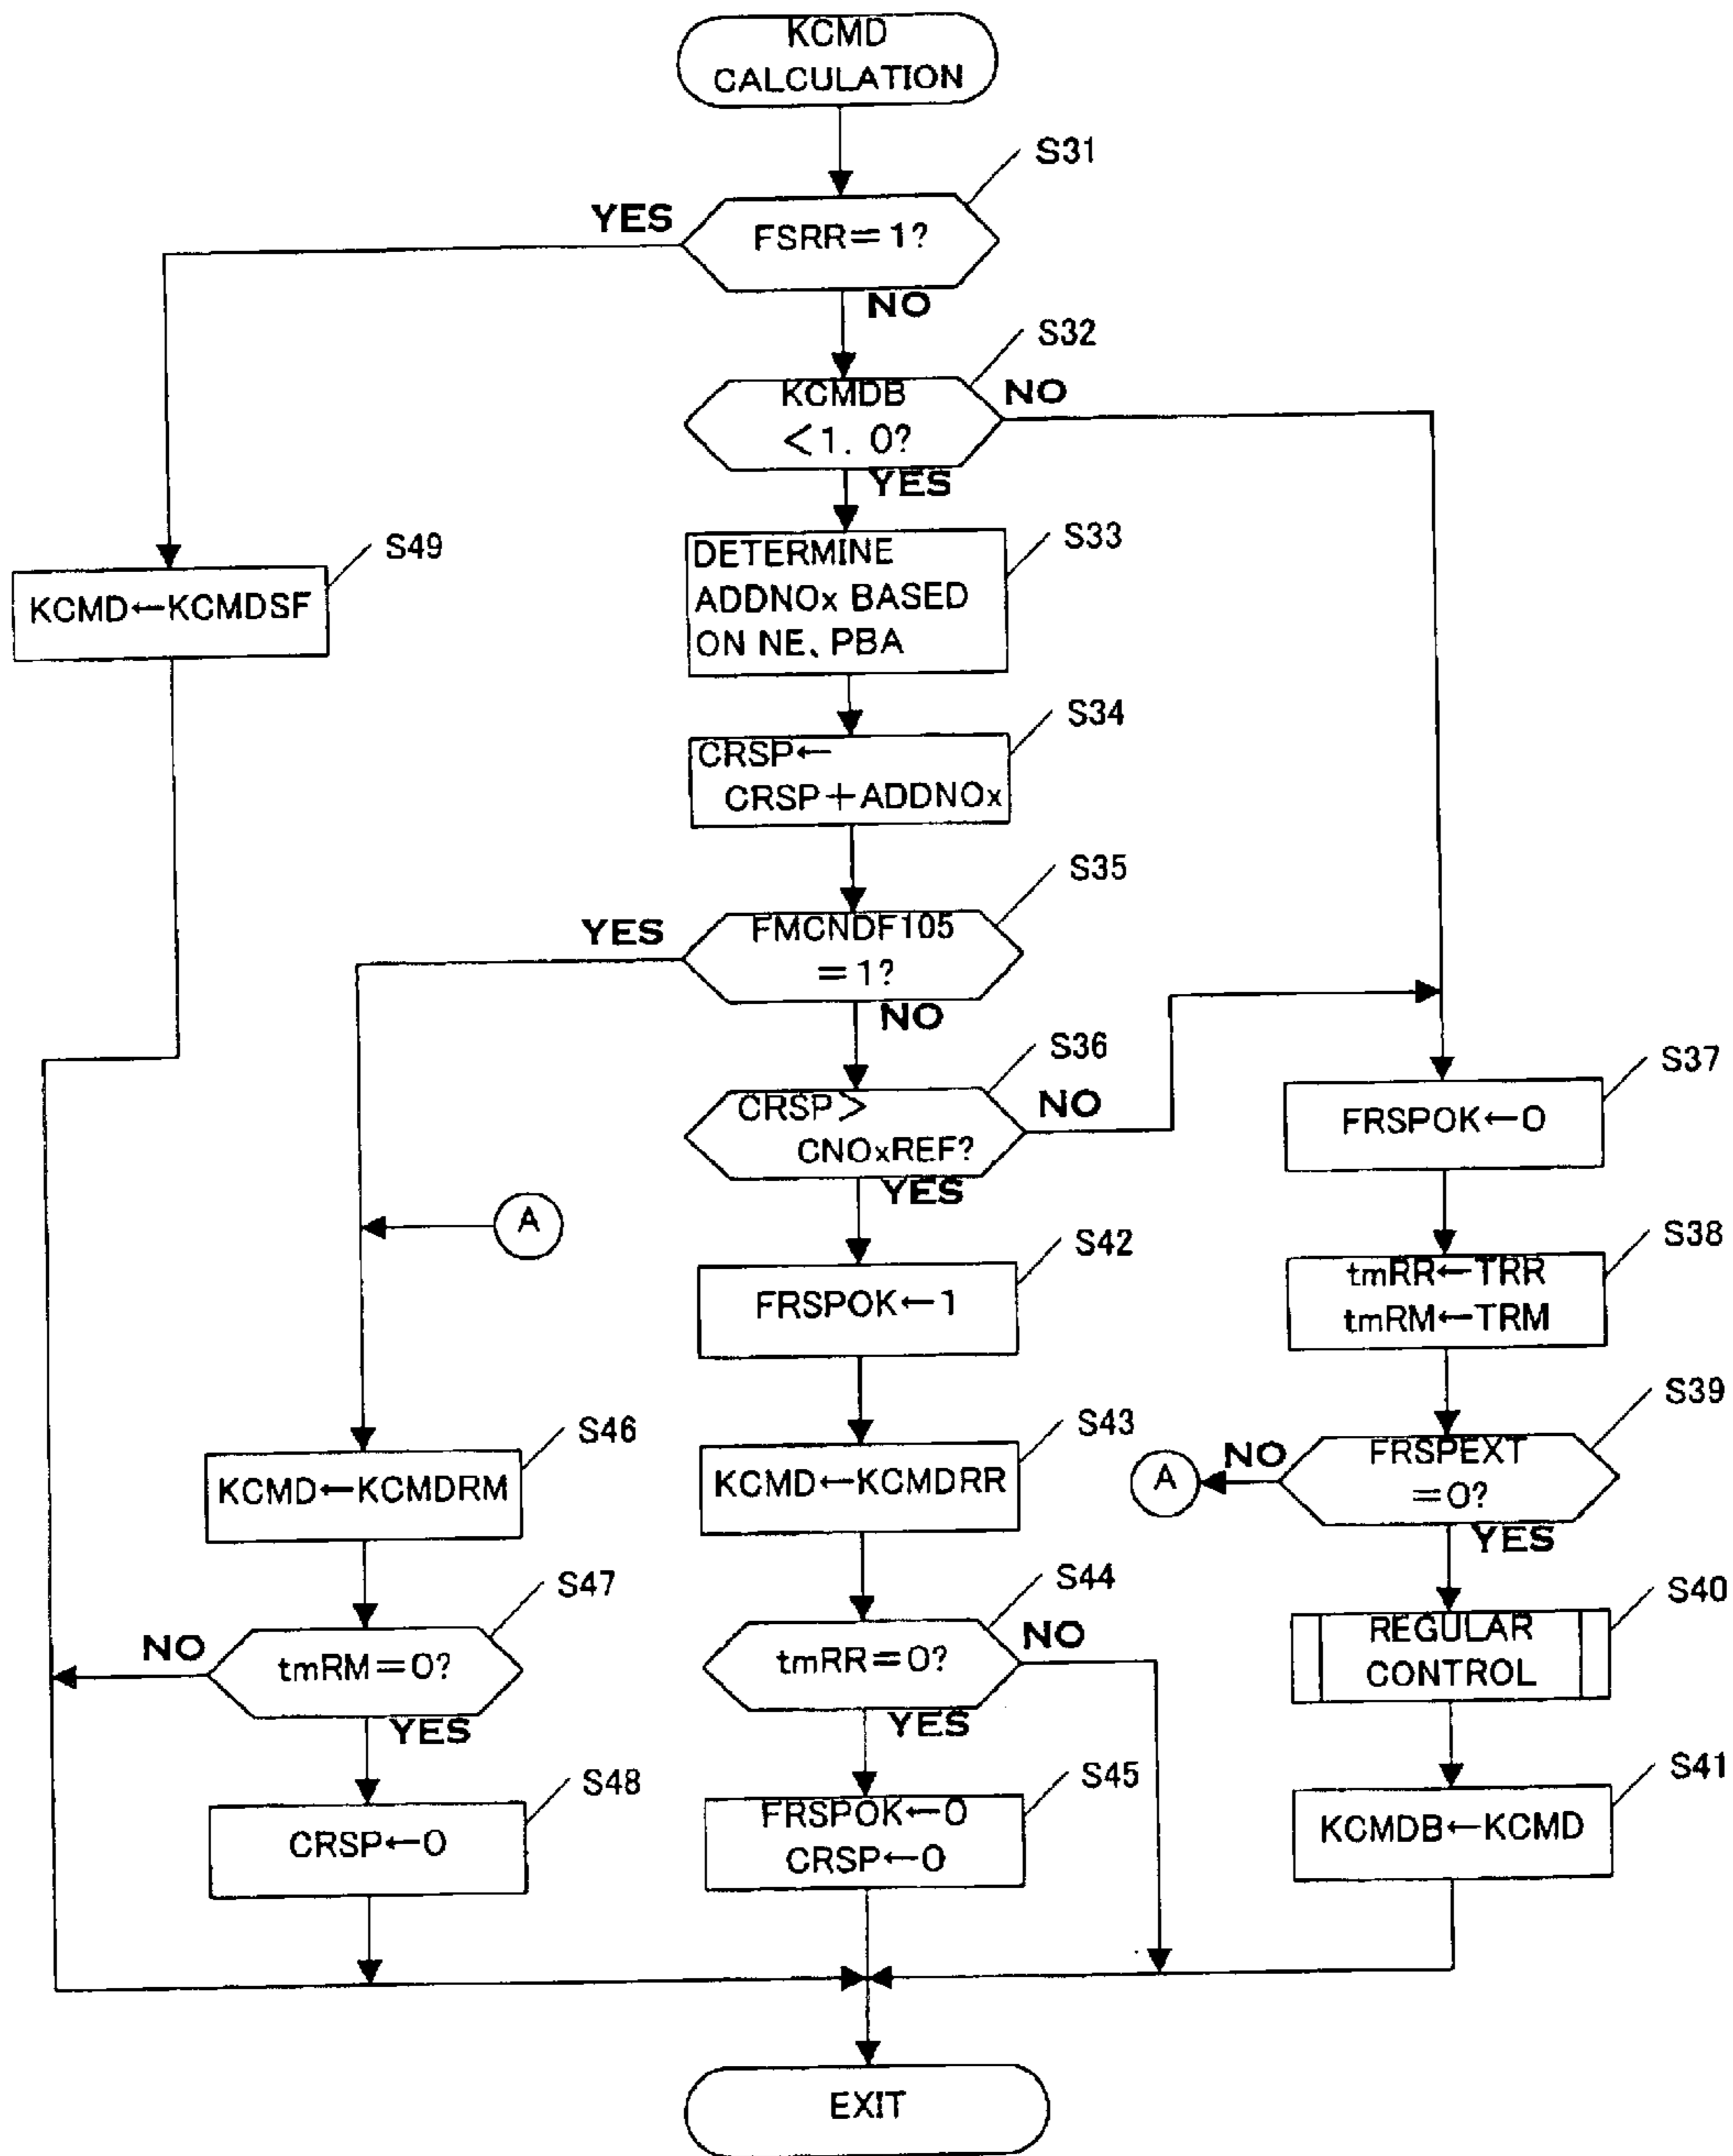 KCMD
CALCULATION
S31
YES
FSRR=1?
NO
S32
KCMDB
<1. 0?
NO
YES
S33
DETERMINE
ADDNOx BASED
ON NE、PBA
S49
KCMD←KCMDSF
S34
CRSP←
CRSP+ADDNOx
S35
YES
FMCNDF105
=1?
NO
S36
CRSP>
CNOxREF?
NO
YES
S37
FRSPOK←0
A
S42
FRSPOK←1
S38
tmRR←TRR
tmRM←TRM
S39
FRSPEXT
=0?
NO
A
YES
S46
KCMD←KCMDRM
S43
KCMD←KCMDRR
S47
NO
tmRM=0?
YES
S44
tmRR=0?
NO
YES
S40
REGULAR
CONTROL
S48
CRSP←0
S45
FRSPOK←0
CRSP←0
S41
KCMDB←KCMD
EXIT